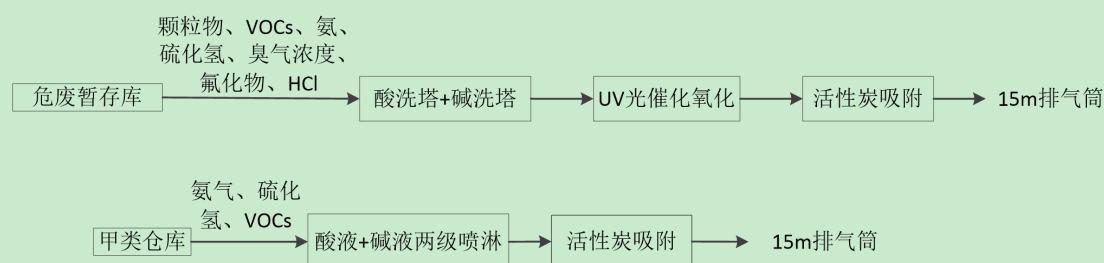 颗粒物、VOCs、氨、
硫化氢、臭气浓度、
氟化物、HCl
危废暂存库
酸洗塔+碱洗塔
UV光催化氧化
活性炭吸附
15m排气筒
氨气、硫化
氢、VOCs
甲类仓库
酸液+碱液两级喷淋
活性炭吸附
15m排气筒